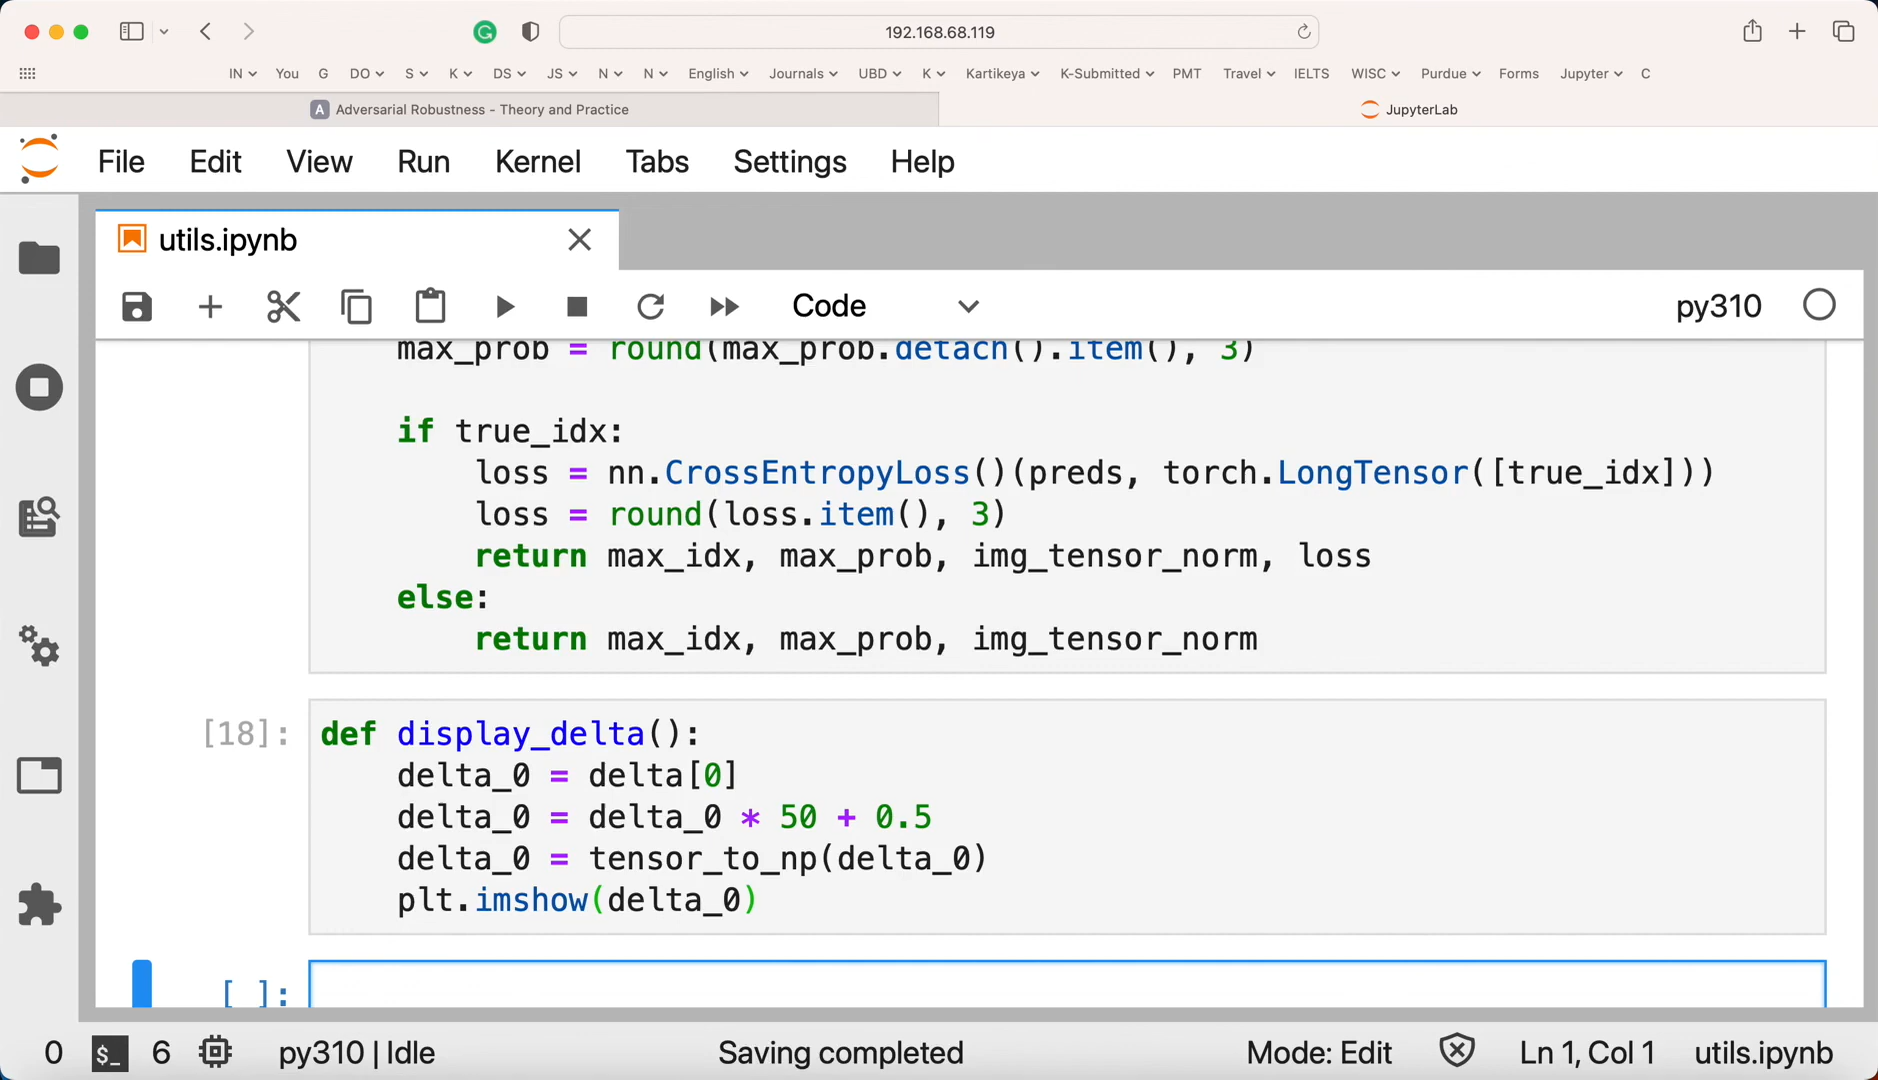 192.168.68.119
IN You G DO S K DS JS N N English Journals UBD K Kartikeya K-Submitted PMT Travel IELTS WISC Purdue Forms Jupyter C
A Adversarial Robustness - Theory and Practice
JupyterLab
File Edit View Run Kernel Tabs Settings Help
utils.ipynb
Code
py310
max_prob = round(max_prob.detach().item(), 3)
if true_idx:
loss = nn.CrossEntropyLoss()(preds, torch.LongTensor([true_idx]))
loss = round(loss.item(), 3)
return max_idx, max_prob, img_tensor_norm, loss
else:
return max_idx, max_prob, img_tensor_norm
[18]: def display_delta():
delta_0 = delta[0]
delta_0 = delta_0 * 50 + 0.5
delta_0 = tensor_to_np(delta_0)
plt.imshow(delta_0)
[ ]:
0 $_ 6 py310 | Idle Saving completed Mode: Edit Ln 1, Col 1 utils.ipynb